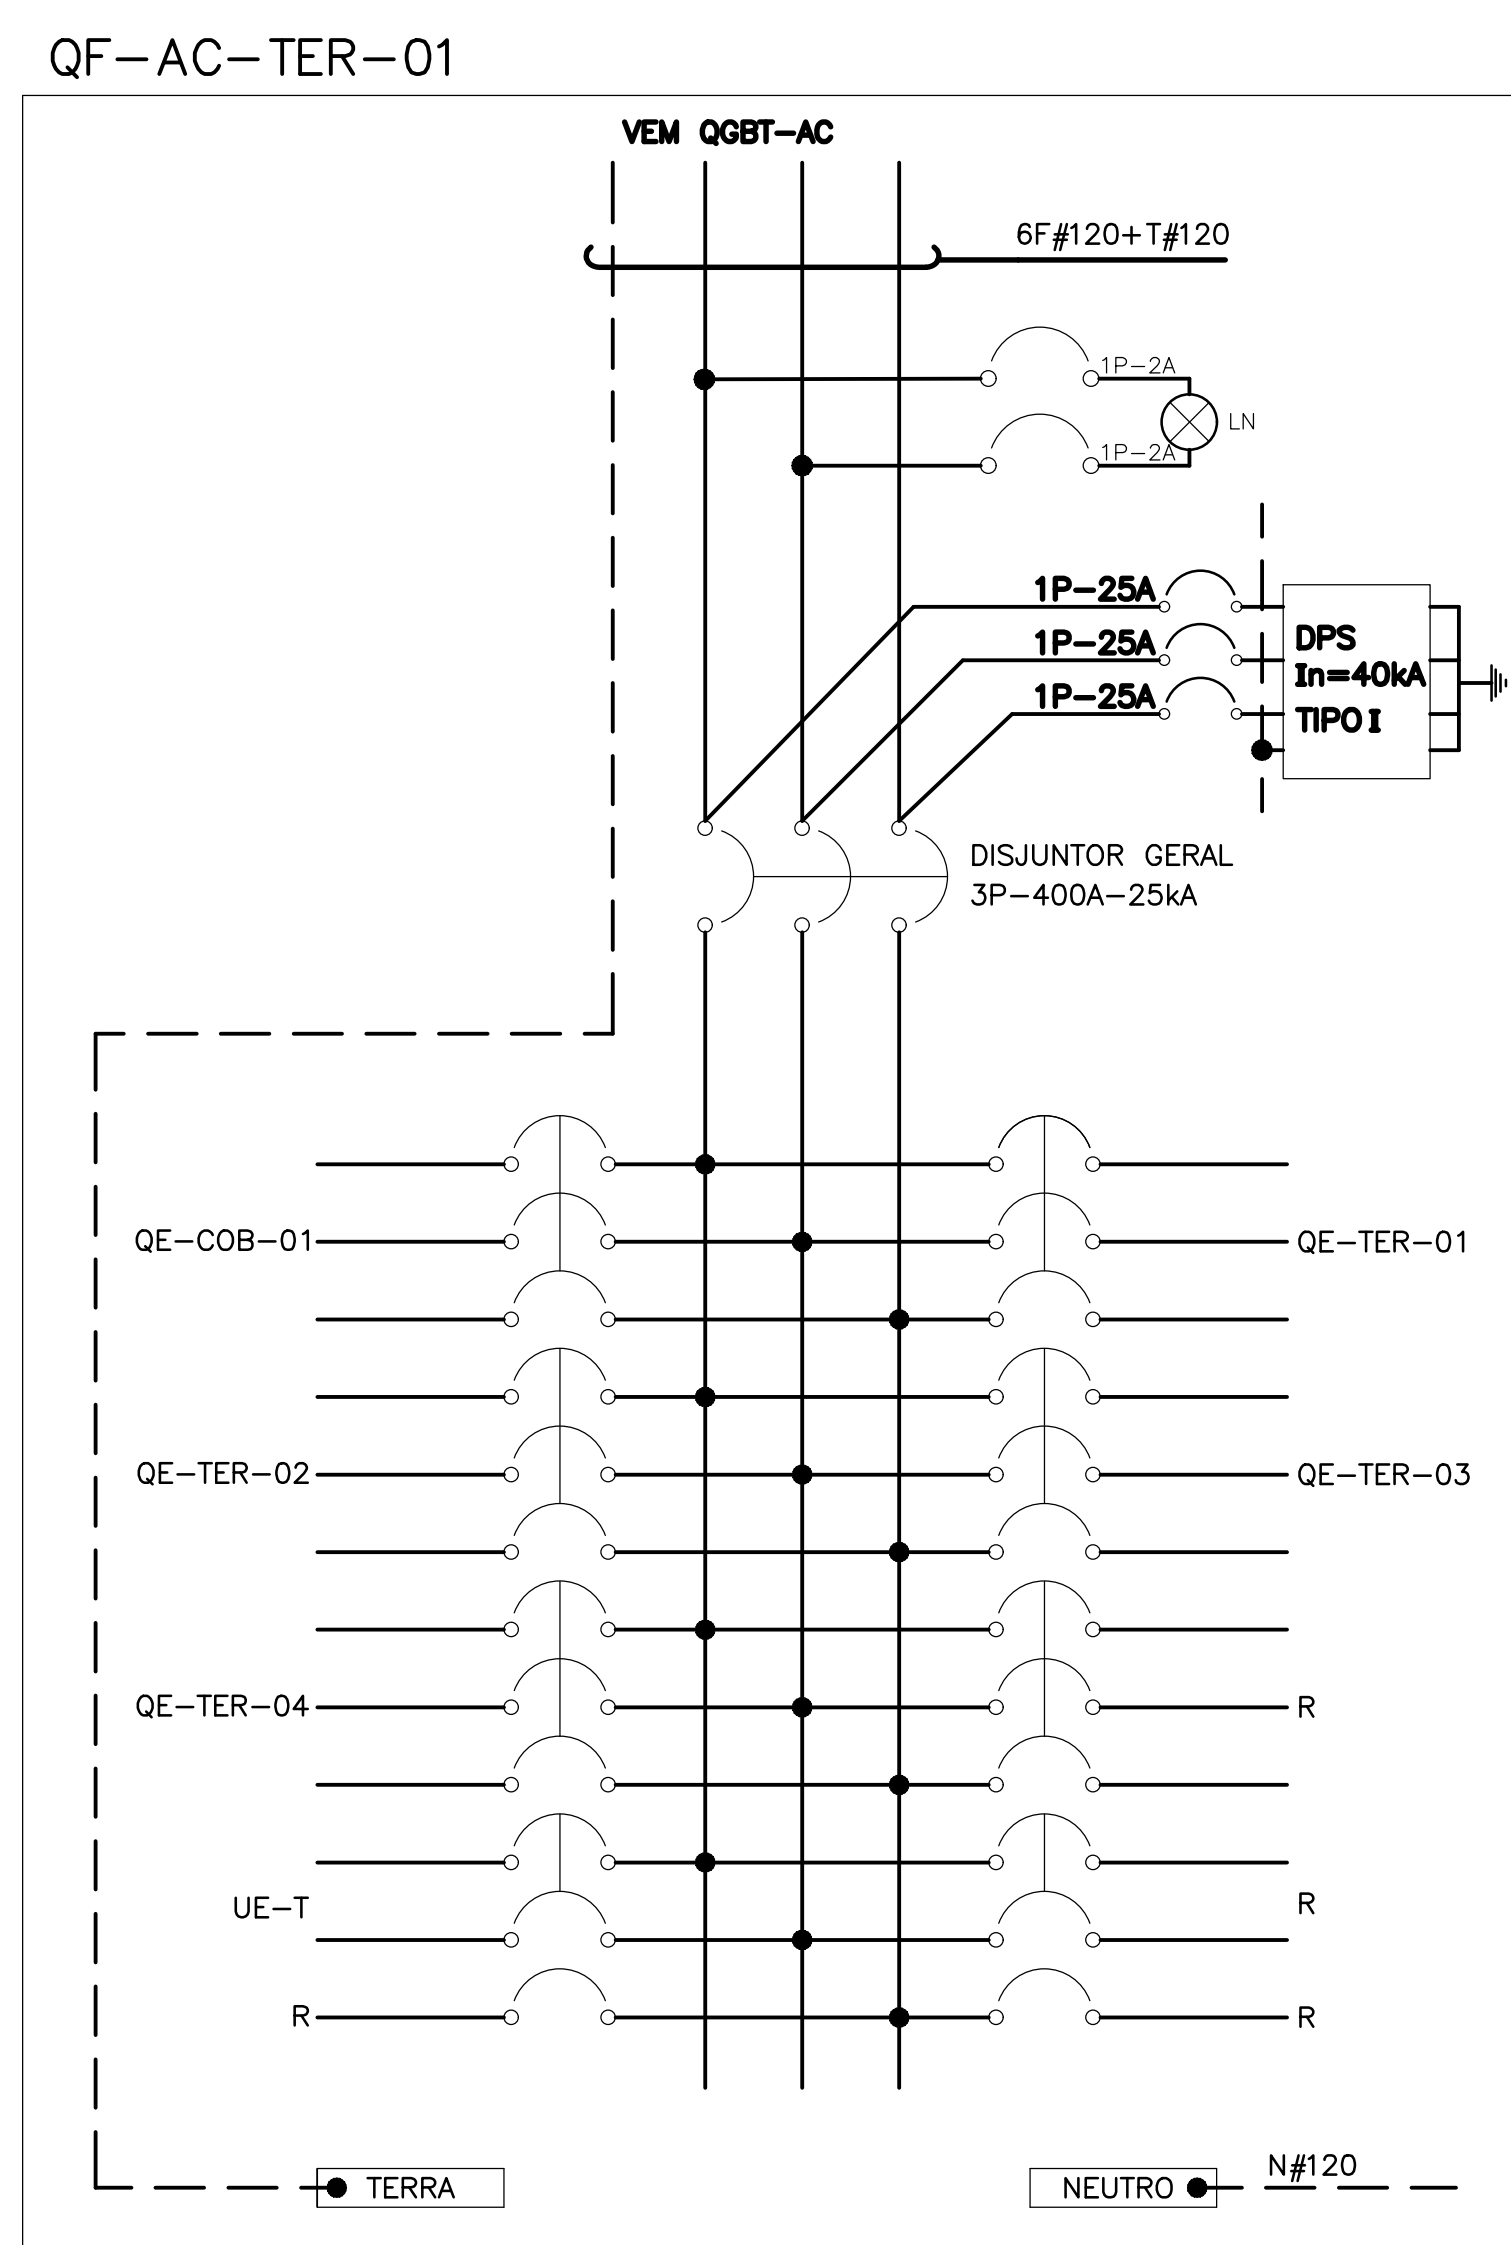 QF-AC-TER-01
VEM QGBT-AC
6F#120+T#120
1P-2A
LN
1P-2A
1P-25A
1P-25A
1P-25A
DPS
In=40kA
TIPO I
DISJUNTOR GERAL
3P-400A-25kA
QE-COB-01
QE-TER-01
QE-TER-02
QE-TER-03
QE-TER-04
R
UE-T
R
R
R
N#120
TERRA
NEUTRO